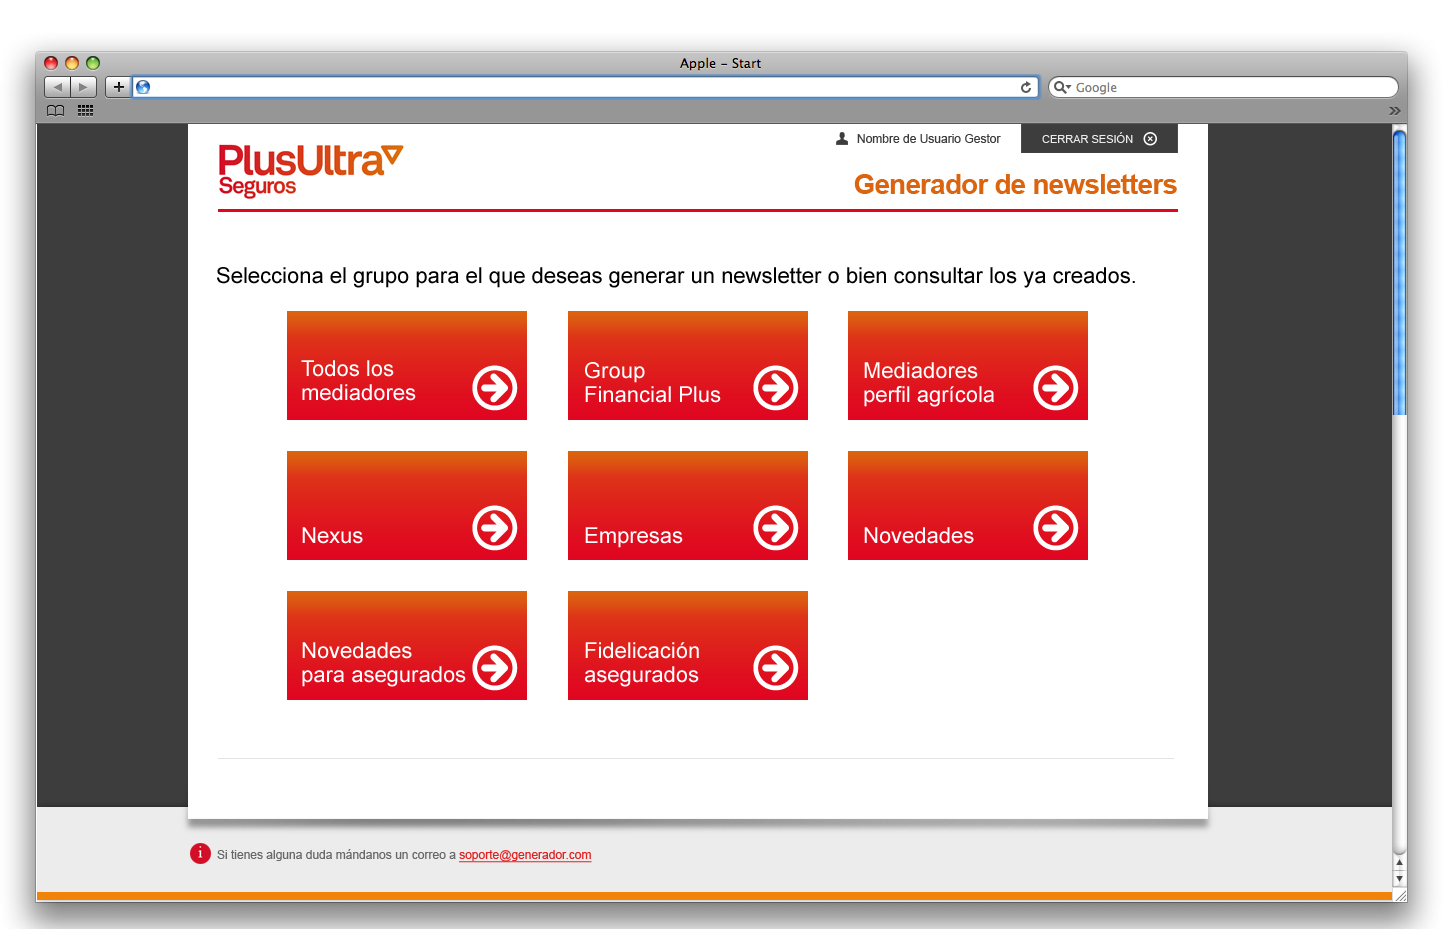 Apple – Start
Google
Nombre de Usuario Gestor
CERRAR SESIÓN
PlusUltra
Seguros
Generador de newsletters
Selecciona el grupo para el que deseas generar un newsletter o bien consultar los ya creados.
Todos los
mediadores
Group
Financial Plus
Mediadores
perfil agrícola
Nexus
Empresas
Novedades
Novedades
para asegurados
Fidelicación
asegurados
i
Si tienes alguna duda mándanos un correo a soporte@generador.com